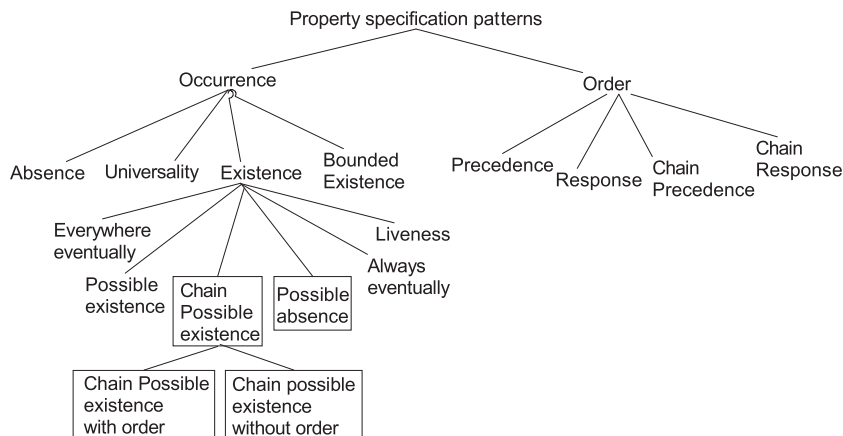 Property specification patterns
Occurrence
Order
Absence
Universality
Existence
Bounded
Existence
Precedence
Response
Chain
Precedence
Chain
Response
Everywhere
eventually
Possible
existence
Chain
Possible
existence
Possible
absence
Always
eventually
Liveness
Chain Possible
existence
with order
Chain possible
existence
without order